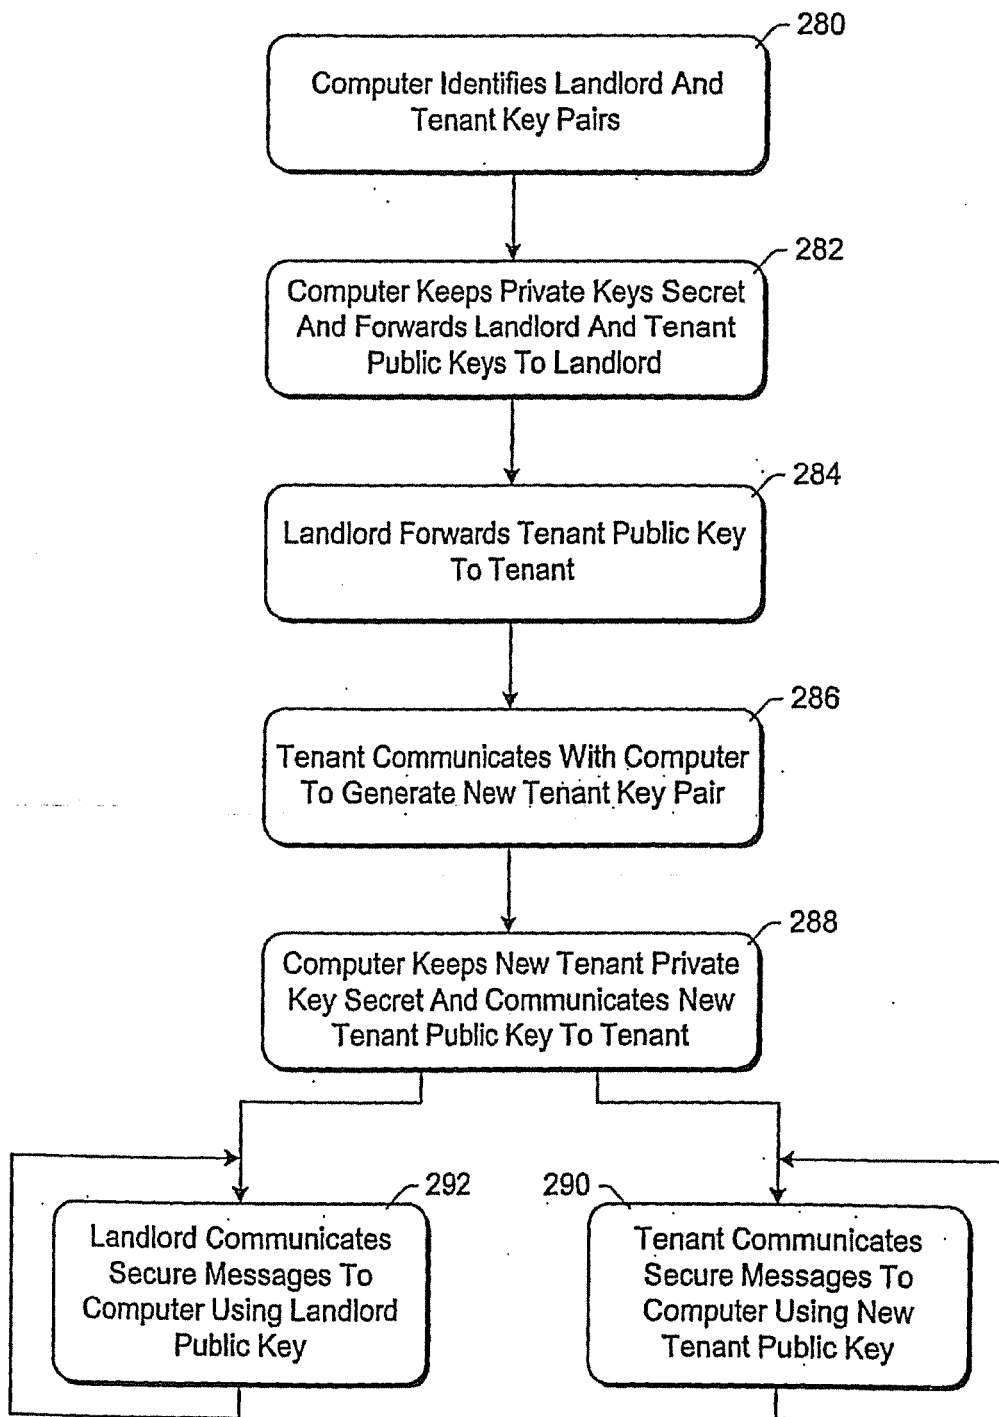 280
Computer Identifies Landlord And
Tenant Key Pairs
282
Computer Keeps Private Keys Secret
And Forwards Landlord And Tenant
Public Keys To Landlord
284
Landlord Forwards Tenant Public Key
To Tenant
286
Tenant Communicates With Computer
To Generate New Tenant Key Pair
288
Computer Keeps New Tenant Private
Key Secret And Communicates New
Tenant Public Key To Tenant
292
Landlord Communicates
Secure Messages To
Computer Using Landlord
Public Key
290
Tenant Communicates
Secure Messages To
Computer Using New
Tenant Public Key